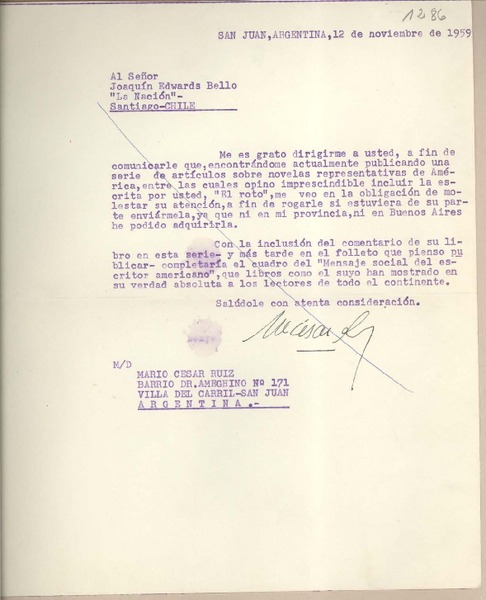 1286
SAN JUAN, ARGENTINA, 12 de noviembre de 1959
Al Señor
Joaquín Edwards Bello
"La Nación"-
Santiago-CHILE
Me es grato dirigirme a usted, a fin de
comunicarle que, encontrándome actualmente publicando una
serie de artículos sobre novelas representativas de Amé-
rica, entre las cuales opino imprescindible incluir la es-
crita por usted, "El roto", me veo en la obligación de mo-
lestar su atención, a fin de rogarle si estuviera de su par-
te enviármela, ya que ni en mi provincia, ni en Buenos Aires
he podido adquirirla.
Con la inclusión del comentario de su li-
bro en esta serie- y más tarde en el folleto que pienso pu
blicar- completaría el cuadro del "Mensaje social del es-
critor americano", que libros como el suyo han mostrado en
su verdad absoluta a los lectores de todo el continente.
Salúdole con atenta consideración.
M/D
MARIO CESAR RUIZ
BARRIO DR. AMEGHINO Nº 171
VILLA DEL CARRIL-SAN JUAN
ARGENTINA.-